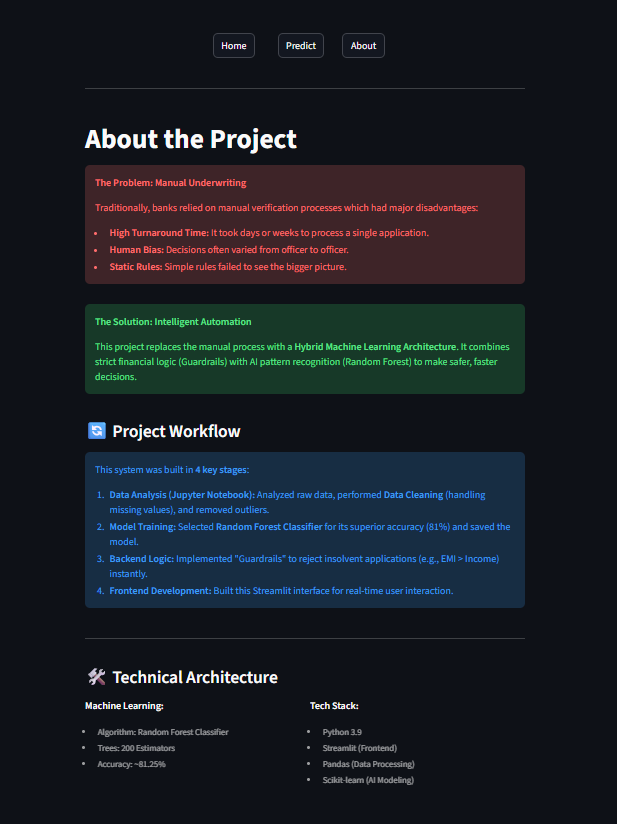 Home
Predict
About
About the Project
The Problem: Manual Underwriting
Traditionally, banks relied on manual verification processes which had major disadvantages:
• High Turnaround Time: It took days or weeks to process a single application.
• Human Bias: Decisions often varied from officer to officer.
• Static Rules: Simple rules failed to see the bigger picture.
The Solution: Intelligent Automation
This project replaces the manual process with a Hybrid Machine Learning Architecture. It combines
strict financial logic (Guardrails) with AI pattern recognition (Random Forest) to make safer, faster
decisions.
Project Workflow
This system was built in 4 key stages:
1. Data Analysis (Jupyter Notebook): Analyzed raw data, performed Data Cleaning (handling
missing values), and removed outliers.
2. Model Training: Selected Random Forest Classifier for its superior accuracy (81%) and saved the
model.
3. Backend Logic: Implemented "Guardrails" to reject insolvent applications (e.g., EMI > Income)
instantly.
4. Frontend Development: Built this Streamlit interface for real-time user interaction.
Technical Architecture
Machine Learning:
• Algorithm: Random Forest Classifier
• Trees: 200 Estimators
• Accuracy: ~81.25%
Tech Stack:
• Python 3.9
• Streamlit (Frontend)
• Pandas (Data Processing)
• Scikit-learn (AI Modeling)